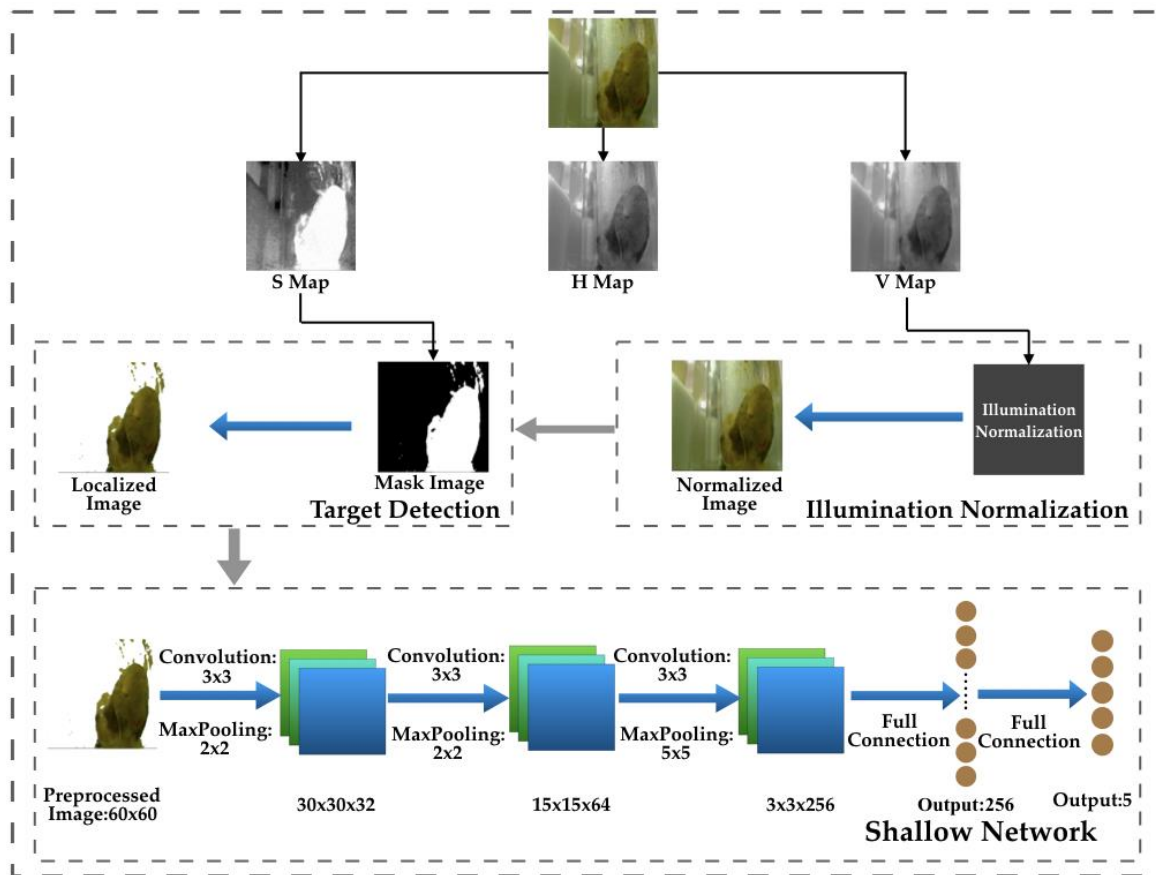 S Map
H Map
V Map
Illumination
Normalization
Localized
Image
Mask Image
Target Detection
Normalized
Image
Illumination Normalization
Convolution:
3x3
MaxPooling:
2x2
Convolution:
3x3
MaxPooling:
2x2
Convolution:
3x3
MaxPooling:
5x5
Full
Connection
Full
Connection
Preprocessed
Image:60x60
30x30x32
15x15x64
3x3x256
Output:256
Output:5
Shallow Network